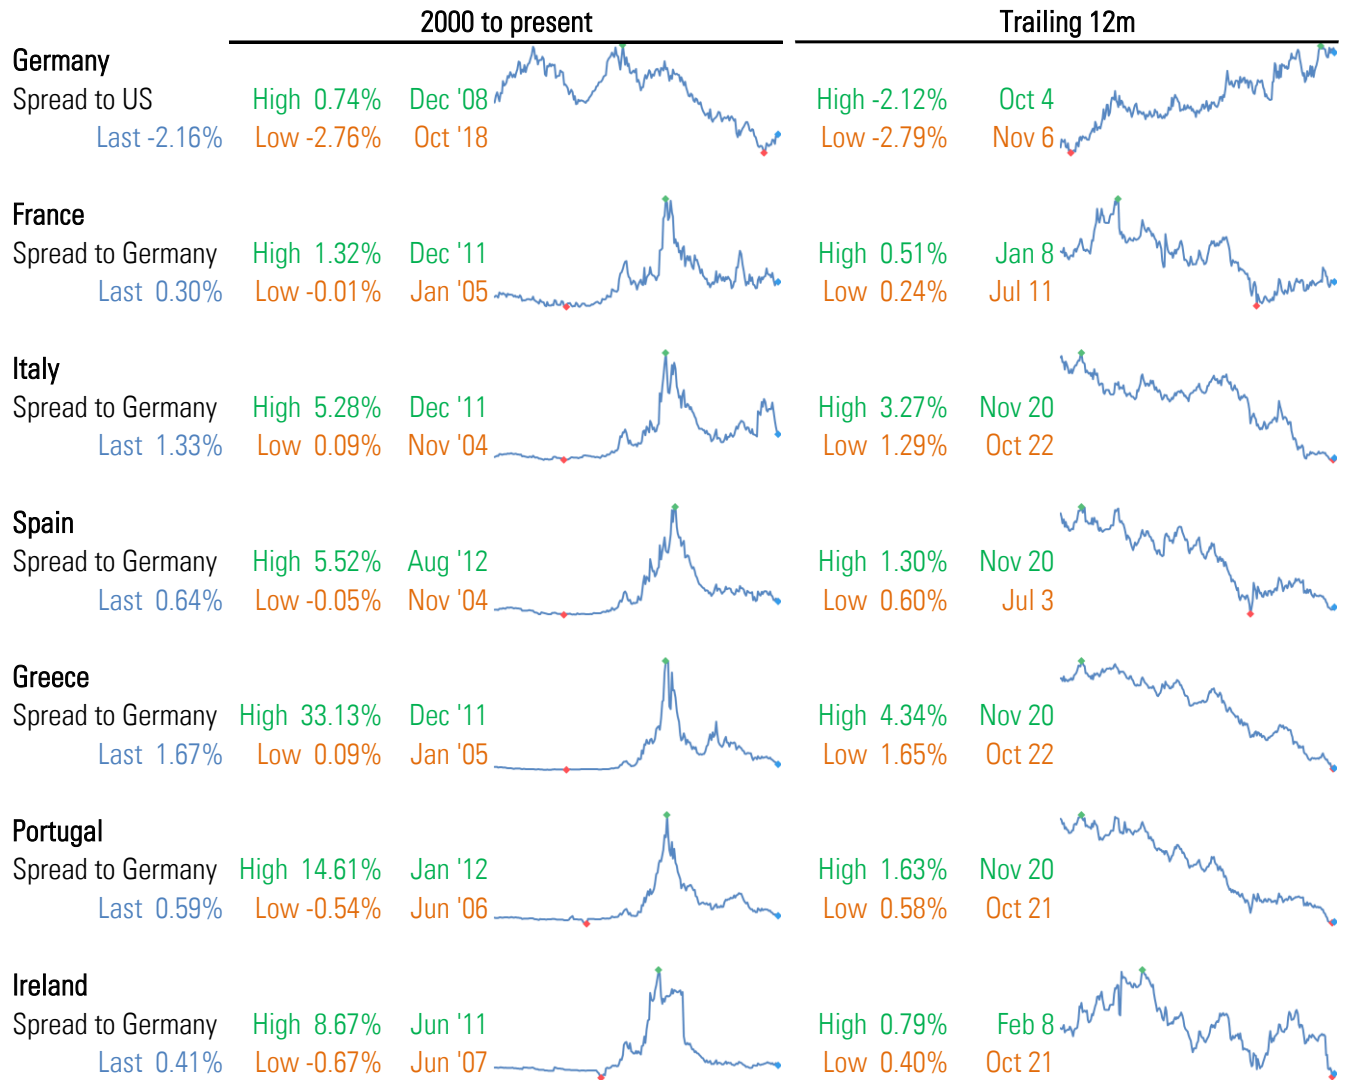 2000 to present Trailing 12m
Germany
Spread to US High 0.74% Dec '08 High -2.12% Oct 4
Last -2.16% Low -2.76% Oct '18 Low -2.79% Nov 6
France
Spread to Germany High 1.32% Dec '11 High 0.51% Jan 8
Last 0.30% Low -0.01% Jan '05 Low 0.24% Jul 11
Italy
Spread to Germany High 5.28% Dec '11 High 3.27% Nov 20
Last 1.33% Low 0.09% Nov '04 Low 1.29% Oct 22
Spain
Spread to Germany High 5.52% Aug '12 High 1.30% Nov 20
Last 0.64% Low -0.05% Nov '04 Low 0.60% Jul 3
Greece
Spread to Germany High 33.13% Dec '11 High 4.34% Nov 20
Last 1.67% Low 0.09% Jan '05 Low 1.65% Oct 22
Portugal
Spread to Germany High 14.61% Jan '12 High 1.63% Nov 20
Last 0.59% Low -0.54% Jun '06 Low 0.58% Oct 21
Ireland
Spread to Germany High 8.67% Jun '11 High 0.79% Feb 8
Last 0.41% Low -0.67% Jun '07 Low 0.40% Oct 21